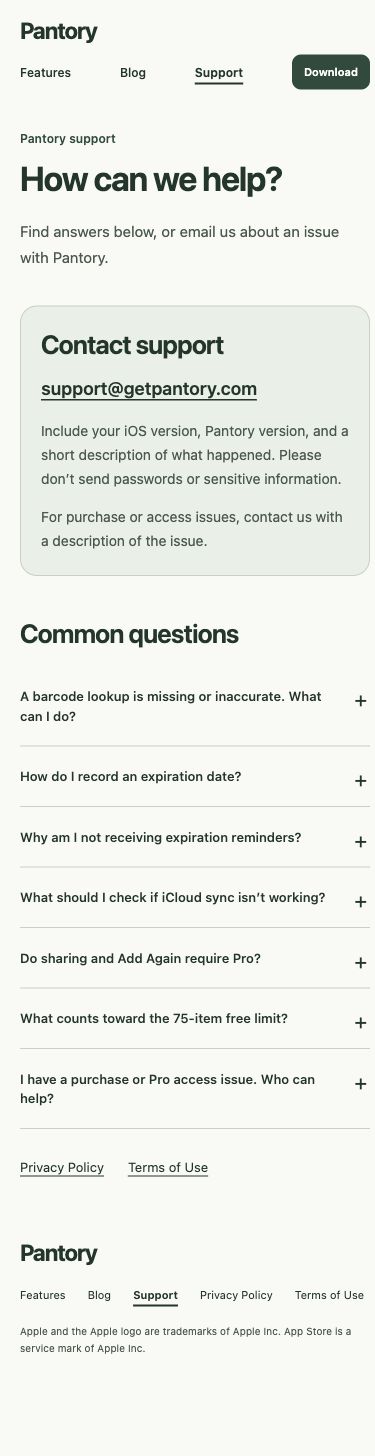 Pantory
Features Blog Support Download
Pantory support
How can we help?
Find answers below, or email us about an issue
with Pantory.
Contact support
support@getpantory.com
Include your iOS version, Pantory version, and a
short description of what happened. Please
don’t send passwords or sensitive information.
For purchase or access issues, contact us with
a description of the issue.
Common questions
A barcode lookup is missing or inaccurate. What
can I do?
How do I record an expiration date?
Why am I not receiving expiration reminders?
What should I check if iCloud sync isn’t working?
Do sharing and Add Again require Pro?
What counts toward the 75-item free limit?
I have a purchase or Pro access issue. Who can
help?
Privacy Policy Terms of Use
Pantory
Features Blog Support Privacy Policy Terms of Use
Apple and the Apple logo are trademarks of Apple Inc. App Store is a
service mark of Apple Inc.